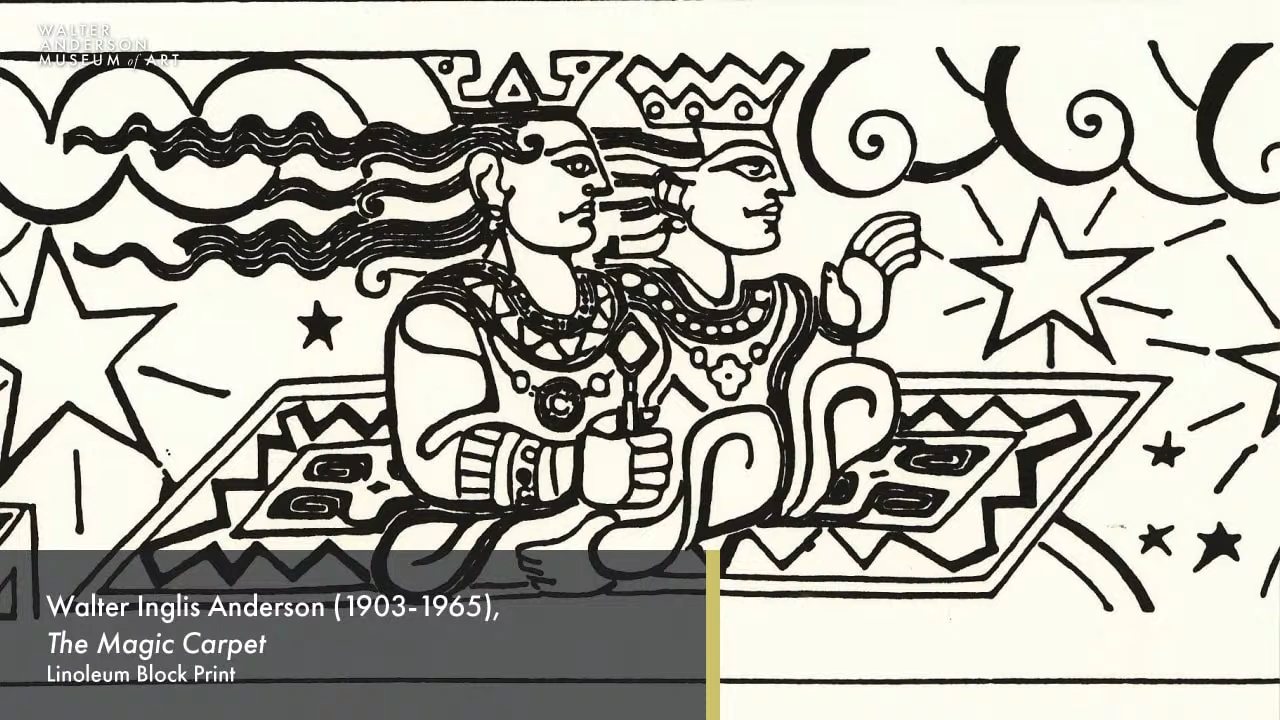 WALTER
ANDERSON
MUSEUM of ART
Walter Inglis Anderson (1903-1965),
The Magic Carpet
Linoleum Block Print